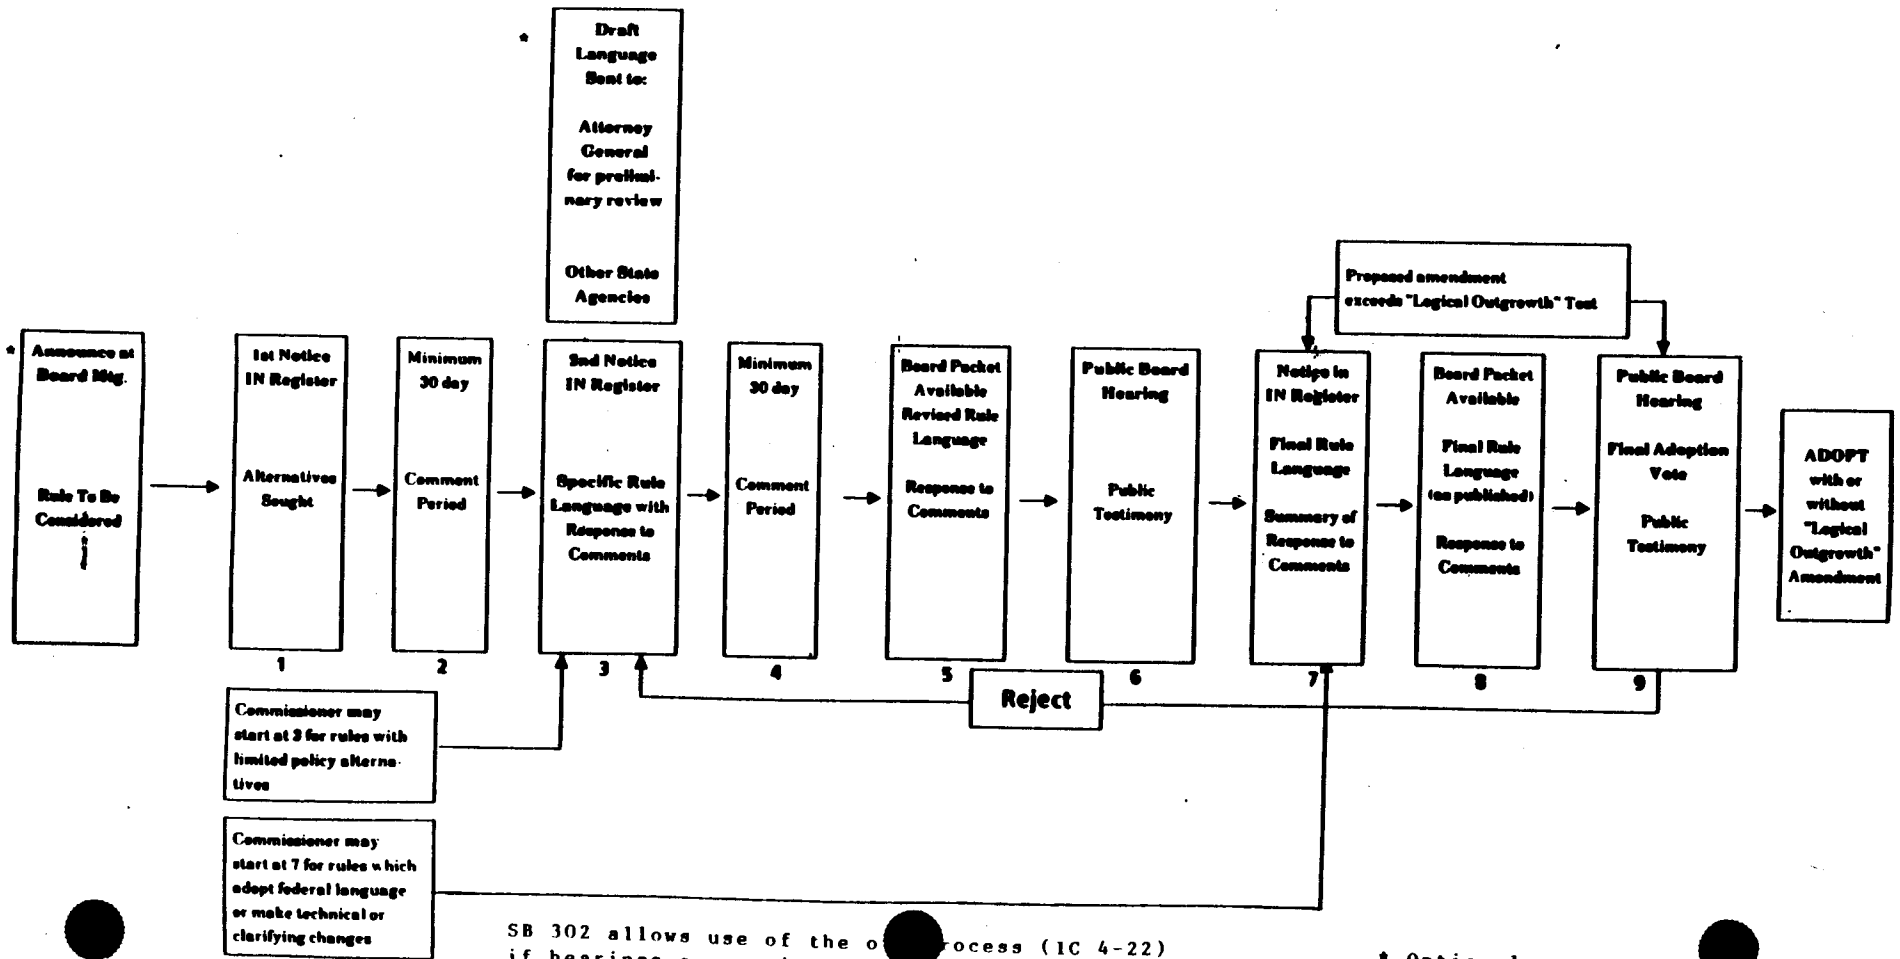 *
Draft
Language
Sent to:
Attorney
General
for prelimi-
nary review
Other State
Agencies
Proposed amendment
exceeds "Logical Outgrowth" Test
*
Announce at
Board Mtg.
Rule To Be
Considered
1st Notice
IN Register
Alternatives
Sought
1
Minimum
30 day
Comment
Period
2
2nd Notice
IN Register
Specific Rule
Language with
Response to
Comments
3
Minimum
30 day
Comment
Period
4
Board Packet
Available
Revised Rule
Language
Response to
Comments
5
Public Board
Hearing
Public
Testimony
6
Notice in
IN Register
Final Rule
Language
Summary of
Response to
Comments
7
Board Packet
Available
Final Rule
Language
(as published)
Response to
Comments
8
Public Board
Hearing
Final Adoption
Vote
Public
Testimony
9
ADOPT
with or
without
"Logical
Outgrowth"
Amendment
Reject
Commissioner may
start at 3 for rules with
limited policy alterna-
tives
Commissioner may
start at 7 for rules which
adopt federal language
or make technical or
clarifying changes
SB 302 allows use of the o rocess (IC 4-22)
if hearings
* Optional